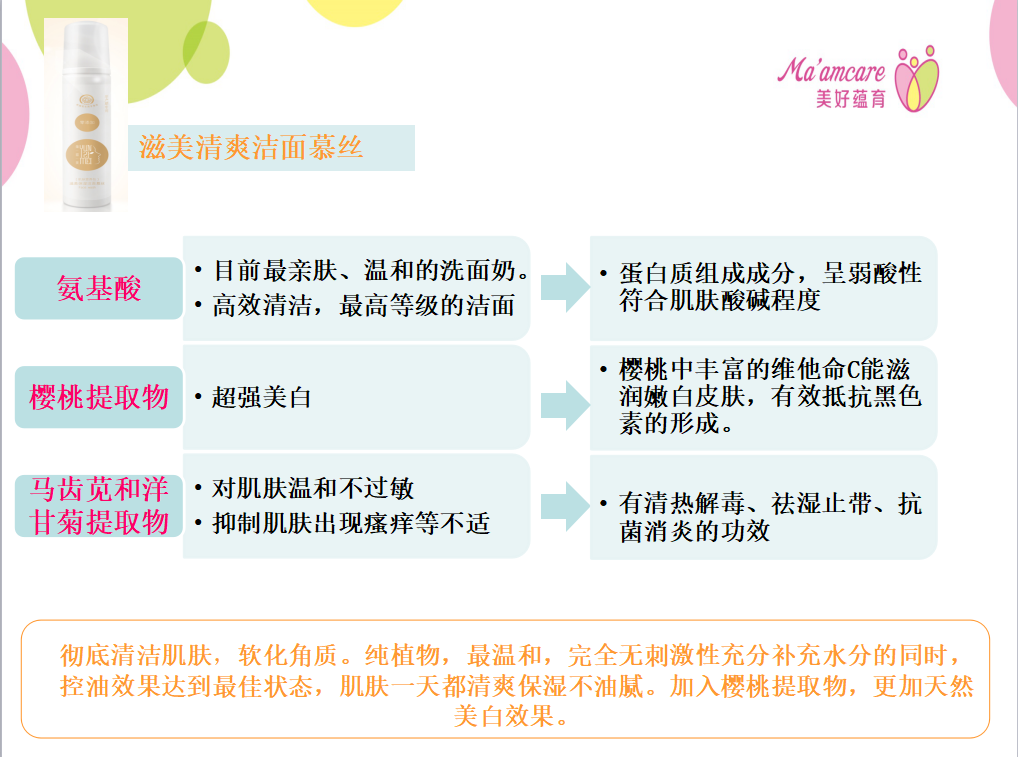 Ma'amcare
美好蕴育
滋美清爽洁面慕丝
氨基酸
• 目前最亲肤、温和的洗面奶。
• 高效清洁，最高等级的洁面
• 蛋白质组成成分，呈弱酸性
符合肌肤酸碱程度
樱桃提取物
• 超强美白
• 樱桃中丰富的维他命C能滋
润嫩白皮肤，有效抵抗黑色
素的形成。
马齿苋和洋
甘菊提取物
• 对肌肤温和不过敏
• 抑制肌肤出现瘙痒等不适
• 有清热解毒、祛湿止带、抗
菌消炎的功效
彻底清洁肌肤，软化角质。纯植物，最温和，完全无刺激性充分补充水分的同时，
控油效果达到最佳状态，肌肤一天都清爽保湿不油腻。加入樱桃提取物，更加天然
美白效果。